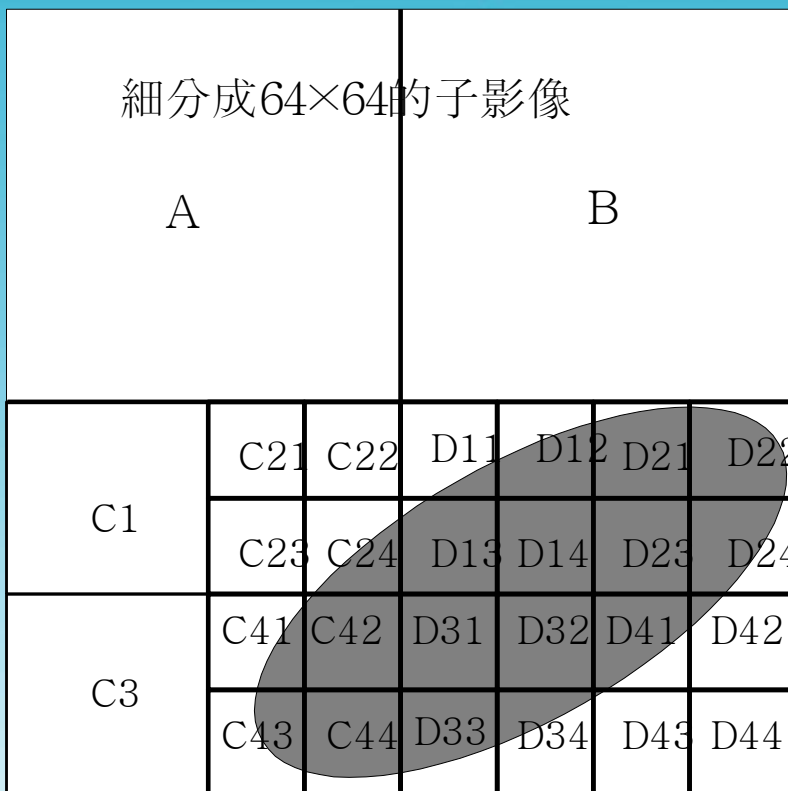 細分成64×64的子影像
A B
C21 C22 D11 D12 D21 D22
C1
C23 C24 D13 D14 D23 D24
C41 C42 D31 D32 D41 D42
C3
C43 C44 D33 D34 D43 D44